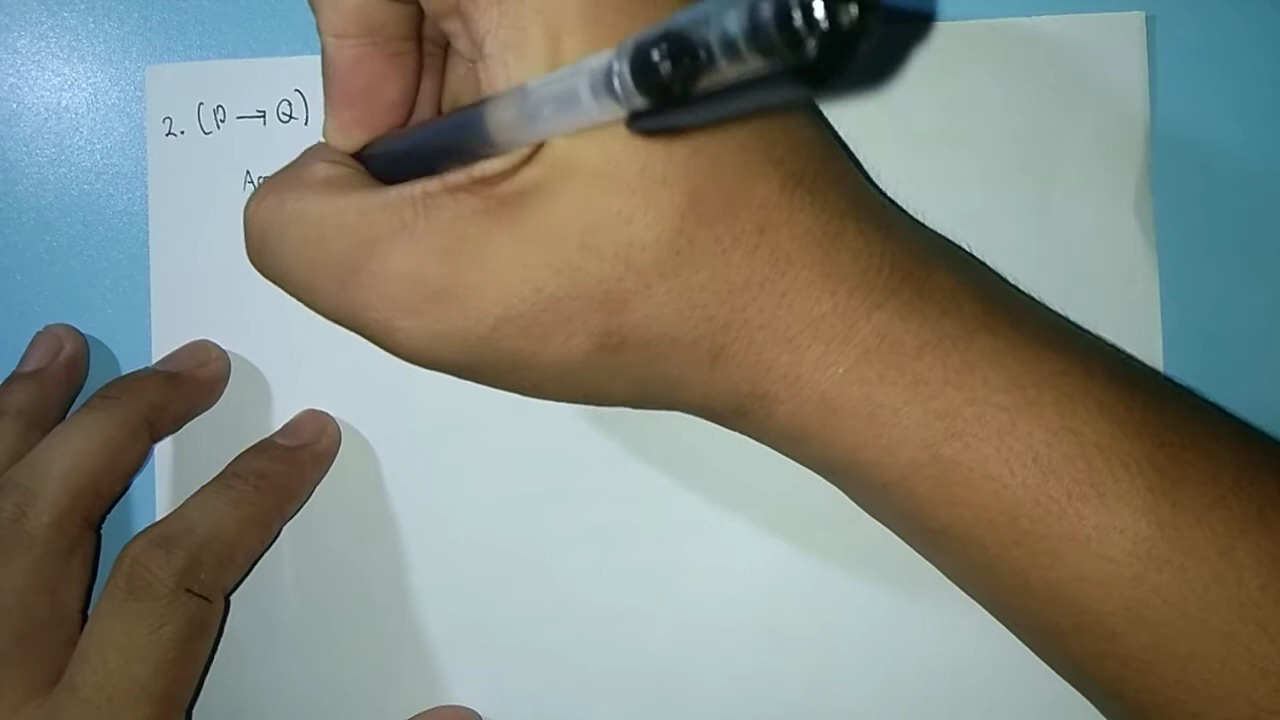 2. (P → Q)